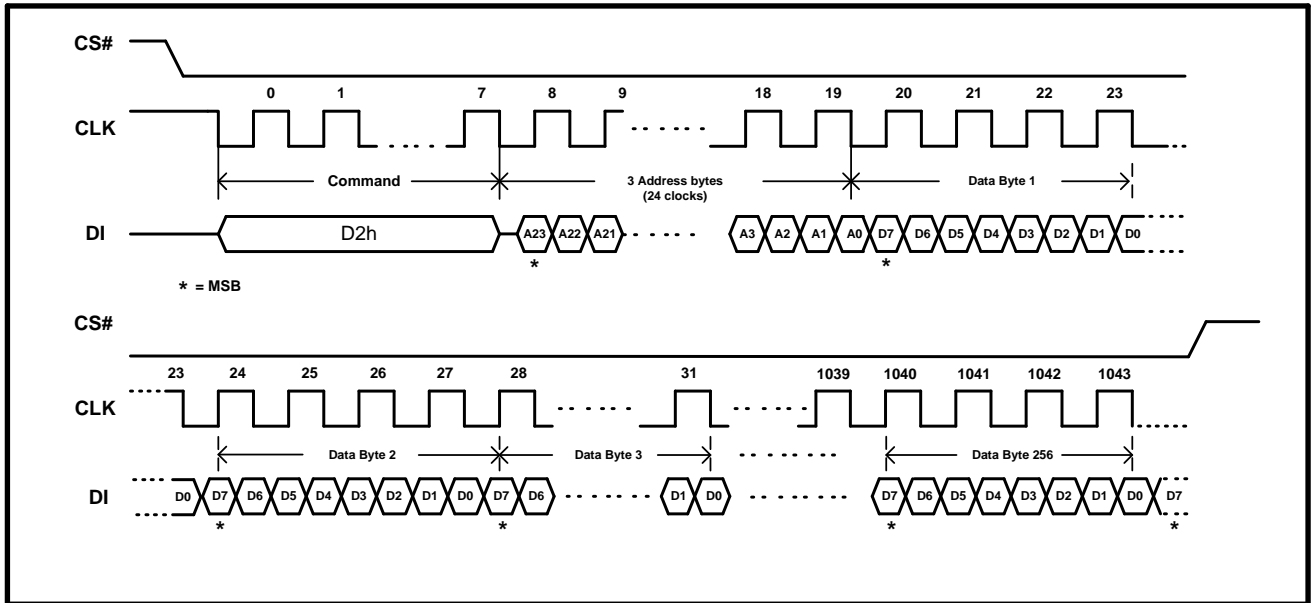 CS#
0 1 7 8 9 18 19 20 21 22 23
CLK
Command 3 Address bytes (24 clocks) Data Byte 1
DI D2h A23 A22 A21 A3 A2 A1 A0 D7 D6 D5 D4 D3 D2 D1 D0
* *
* = MSB
CS#
23 24 25 26 27 28 31 1039 1040 1041 1042 1043
CLK
Data Byte 2 Data Byte 3 Data Byte 256
DI D0 D7 D6 D5 D4 D3 D2 D1 D0 D7 D6 D1 D0 D7 D6 D5 D4 D3 D2 D1 D0 D7
* * * *